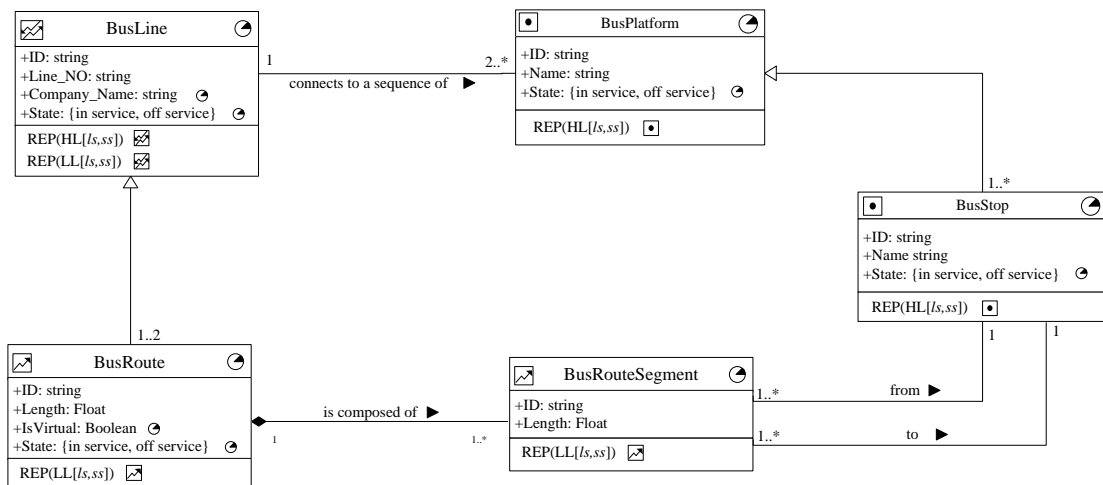 BusLine
+ID: string
+Line_NO: string
+Company_Name: string
+State: {in service, off service}
REP(HL[ls,ss])
REP(LL[ls,ss])
1
2..*
connects to a sequence of
BusPlatform
+ID: string
+Name: string
+State: {in service, off service}
REP(HL[ls,ss])
1..*
BusStop
+ID: string
+Name string
+State: {in service, off service}
REP(HL[ls,ss])
1..2
BusRoute
+ID: string
+Length: Float
+IsVirtual: Boolean
+State: {in service, off service}
REP(LL[ls,ss])
is composed of
1
1..*
BusRouteSegment
+ID: string
+Length: Float
REP(LL[ls,ss])
1
1
1..*
from
1..*
to